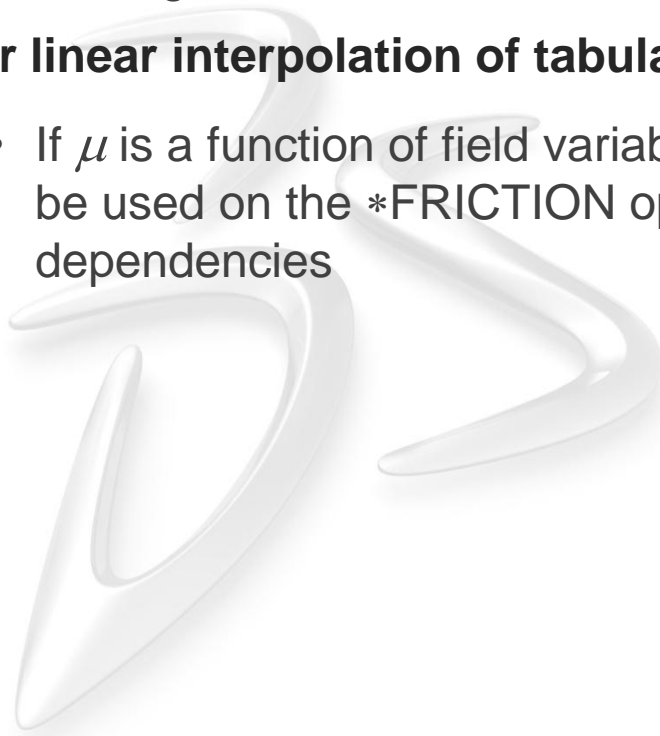 r linear interpolation of tabula
• If μ is a function of field variab
be used on the *FRICTION op
dependencies